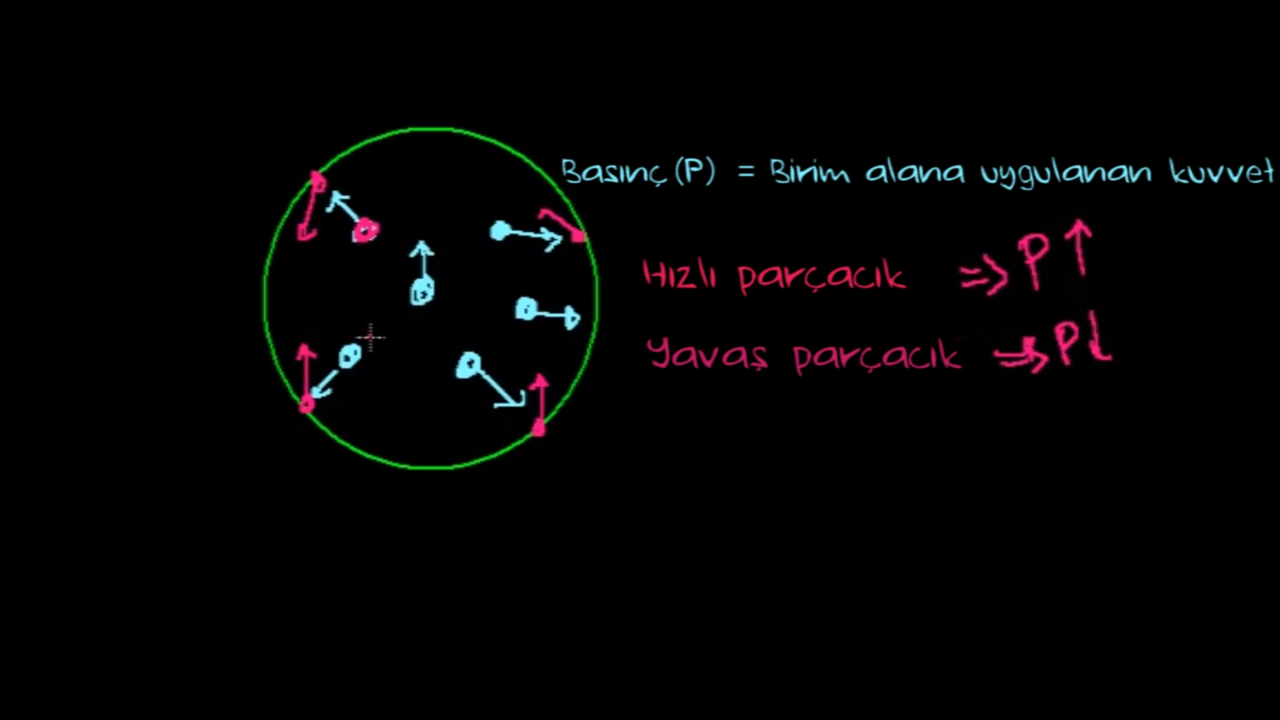 Basınç (P) = Birim alana uygulanan kuvvet
Hızlı parçacık ⇒ P ↑
Yavaş parçacık ⇒ P ↓